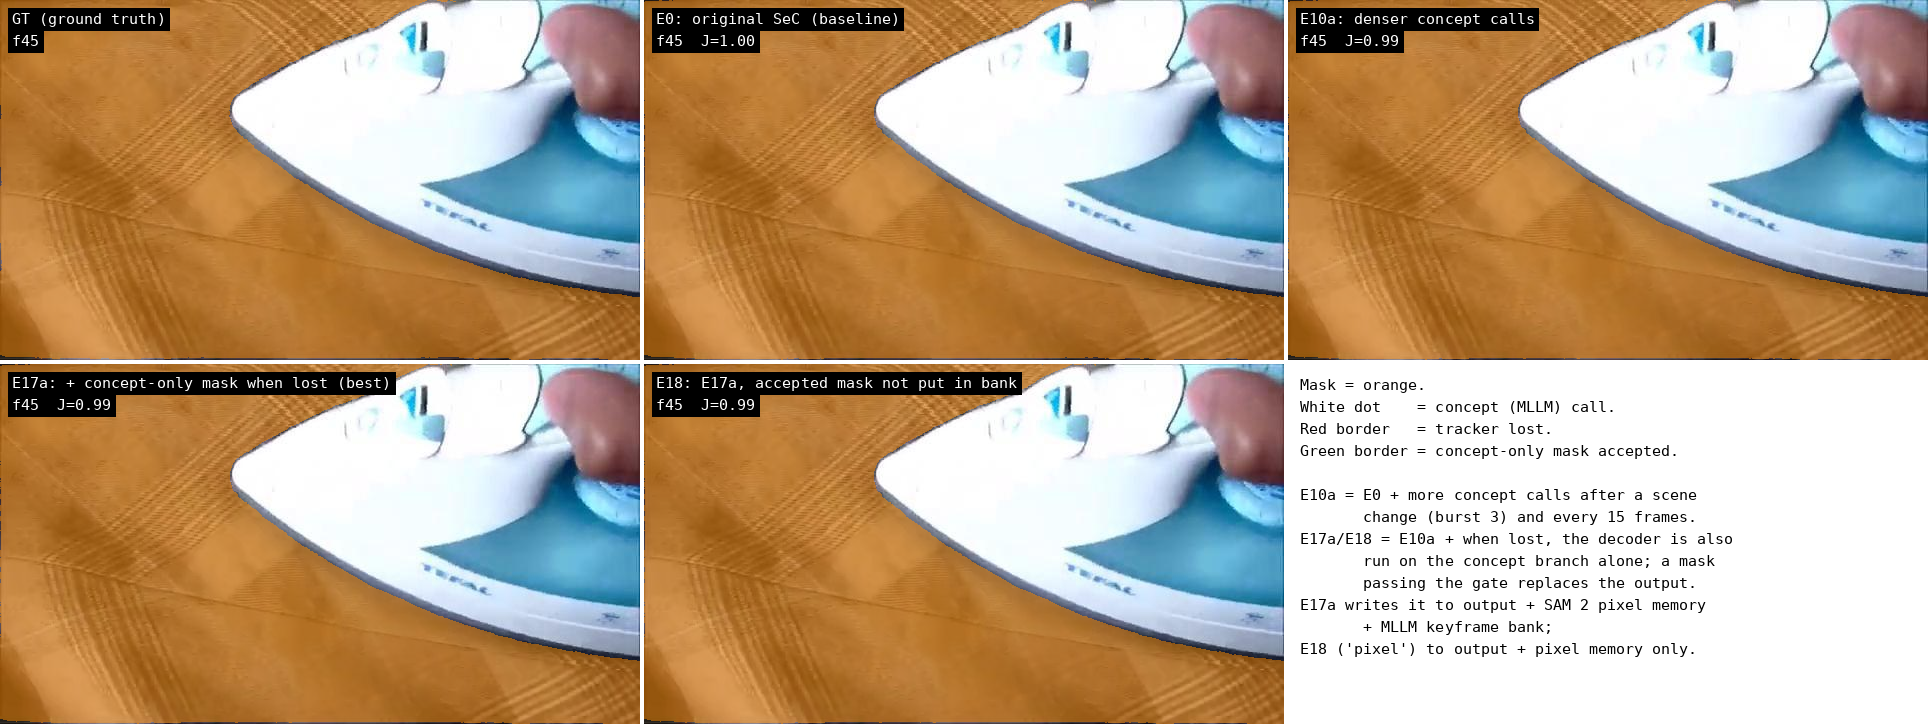 GT (ground truth)
f45
E0: original SeC (baseline)
f45 J=1.00
E10a: denser concept calls
f45 J=0.99
TEFAL
TEFAL
TEFAL
E17a: + concept-only mask when lost (best)
f45 J=0.99
E18: E17a, accepted mask not put in bank
f45 J=0.99
TEFAL
TEFAL
Mask = orange.
White dot = concept (MLLM) call.
Red border = tracker lost.
Green border = concept-only mask accepted.
E10a = E0 + more concept calls after a scene
change (burst 3) and every 15 frames.
E17a/E18 = E10a + when lost, the decoder is also
run on the concept branch alone; a mask
passing the gate replaces the output.
E17a writes it to output + SAM 2 pixel memory
+ MLLM keyframe bank;
E18 ('pixel') to output + pixel memory only.